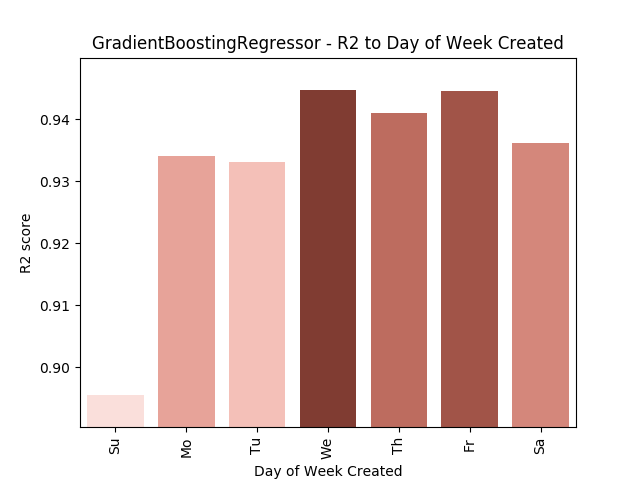 GradientBoostingRegressor - R2 to Day of Week Created
R2 score
0.94
0.93
0.92
0.91
0.90
Su Mo Tu We Th Fr Sa
Day of Week Created